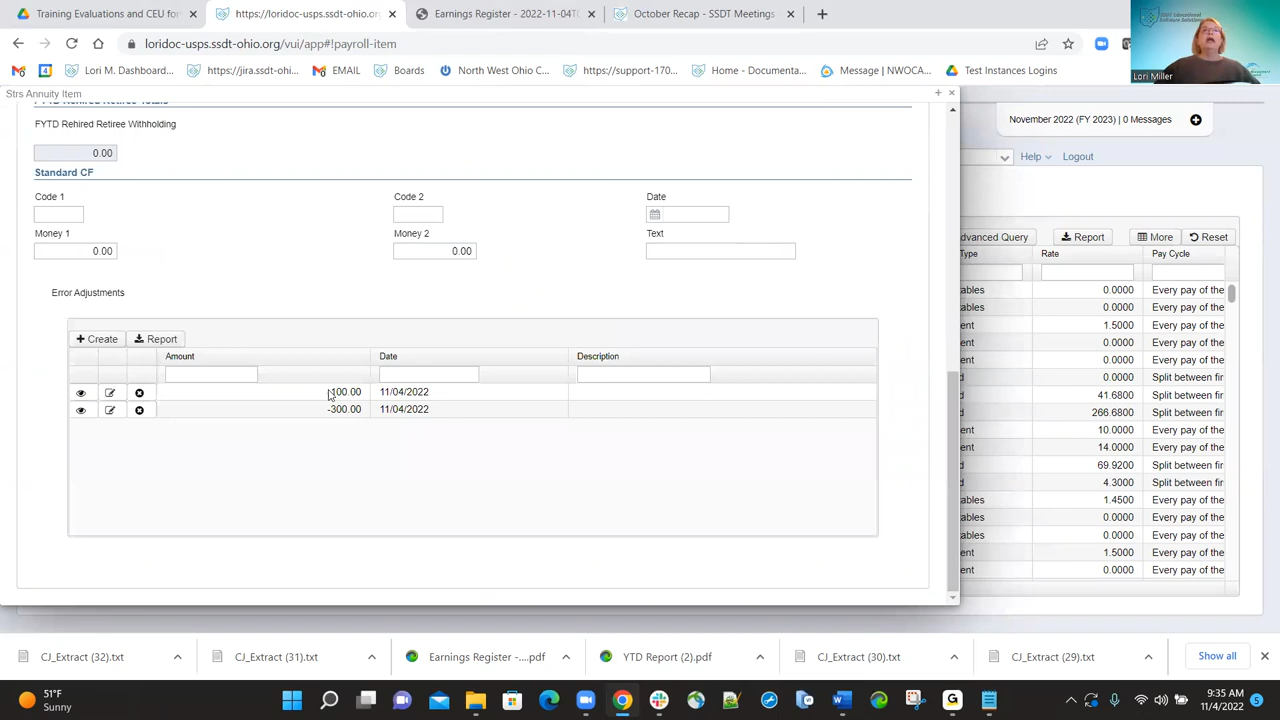 Training Evaluations and CEU for
https://loridoc-usps.ssdt-ohio.org
Earnings Register - 2022-11-04T
October Recap - SSDT Meetings
loridoc-usps.ssdt-ohio.org/vui/app#!payroll-item
Lori M. Dashboard...
https://jira.ssdt-ohi...
EMAIL
Boards
North West Ohio C...
https://support-170...
Home - Documenta...
Message | NWOCA...
Test Instances Logins
Lori Miller
Strs Annuity Item
November 2022 (FY 2023) | 0 Messages
Help
Logout
FYTD Rehired Retiree Totals
FYTD Rehired Retiree Withholding
0.00
Standard CF
Code 1
Code 2
Date
Money 1
Money 2
Text
0.00
0.00
Error Adjustments
Create
Report
Amount
Date
Description
-100.00 11/04/2022
-300.00 11/04/2022
dvanced Query
Report
More
Reset
Type
Rate
Pay Cycle
ables 0.0000 Every pay of the
ables 0.0000 Every pay of the
ent 1.5000 Every pay of the
ent 0.0000 Every pay of the
ent 0.0000 Every pay of the
d 0.0000 Split between fir
d 41.6800 Split between fir
d 266.6800 Split between fir
ent 10.0000 Every pay of the
ent 14.0000 Every pay of the
d 69.9200 Split between fir
d 4.3000 Split between fir
ables 1.4500 Every pay of the
ables 0.0000 Every pay of the
ables 0.0000 Every pay of the
ent 1.5000 Every pay of the
ent 0.0000 Every pay of the
CJ_Extract (32).txt
CJ_Extract (31).txt
Earnings Register -....pdf
YTD Report (2).pdf
CJ_Extract (30).txt
CJ_Extract (29).txt
Show all
51°F
Sunny
9:35 AM
11/4/2022
5